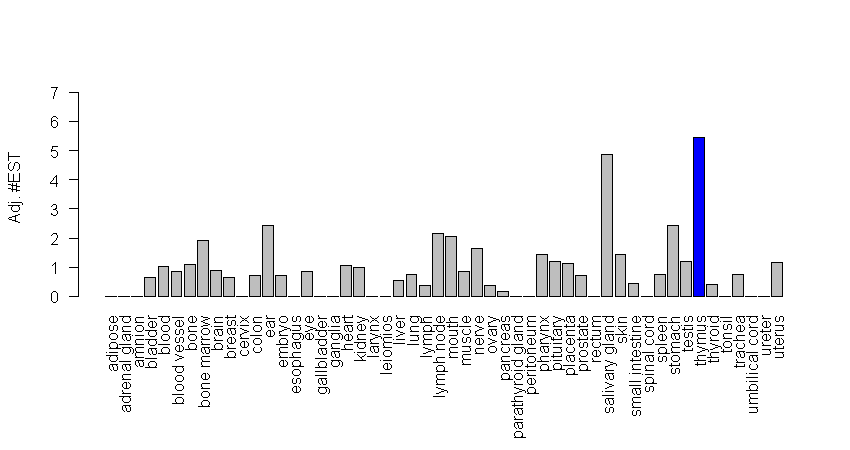 Adj. #EST
7
6
5
4
3
2
1
0
adipose
adrenal gland
amnion
bladder
blood
blood vessel
bone
bone marrow
brain
breast
cervix
colon
ear
embryo
esophagus
eye
gallbladder
ganglia
heart
kidney
larynx
leiomios
liver
lung
lymph
lymph node
mouth
muscle
nerve
ovary
pancreas
parathyroid gland
peritoneum
pharynx
pituitary
placenta
prostate
rectum
salivary gland
skin
small intestine
spinal cord
spleen
stomach
testis
thymus
thyroid
tonsil
trachea
umbilical cord
ureter
uterus